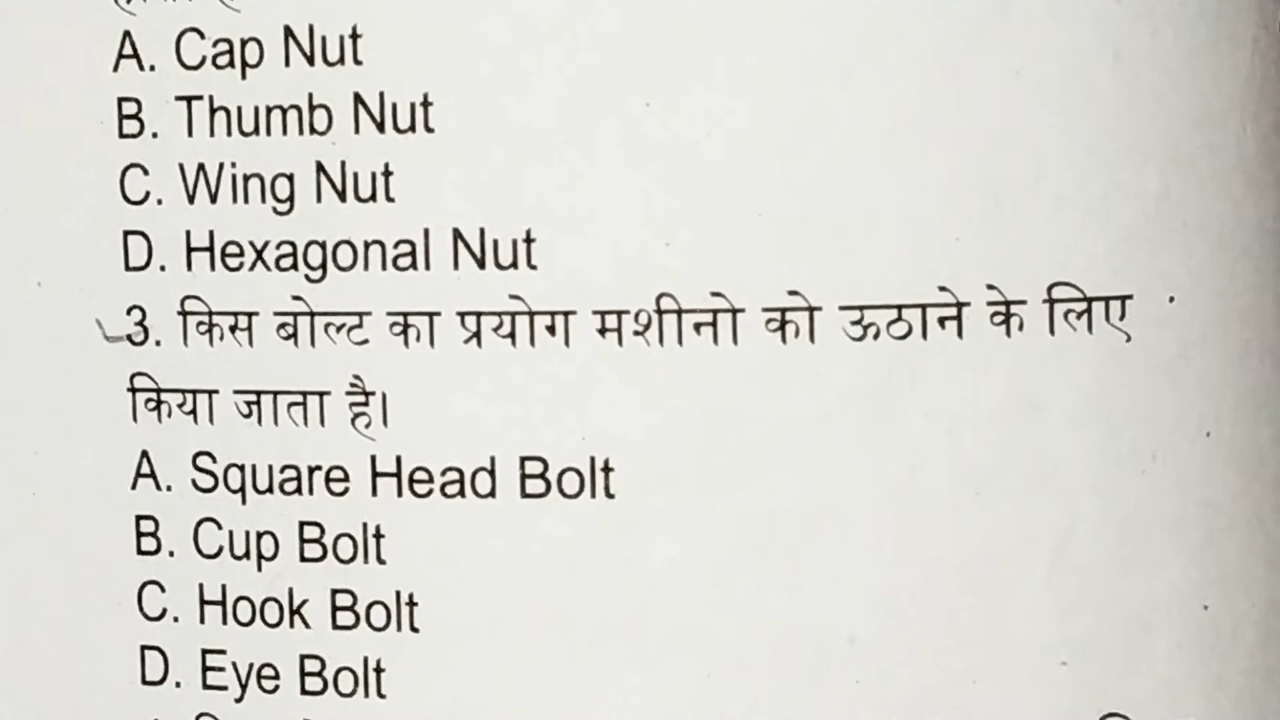 A. Cap Nut
B. Thumb Nut
C. Wing Nut
D. Hexagonal Nut
3. किस बोल्ट का प्रयोग मशीनो को ऊठाने के लिए
किया जाता है।
A. Square Head Bolt
B. Cup Bolt
C. Hook Bolt
D. Eye Bolt